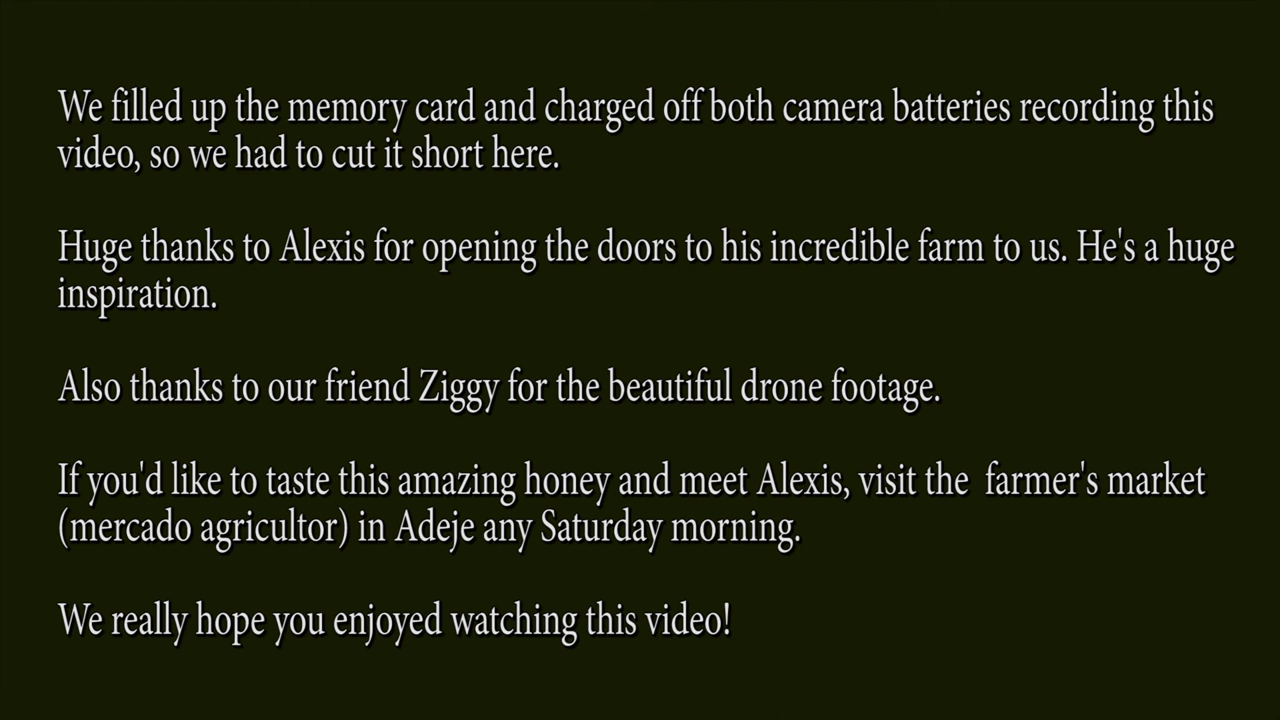 We filled up the memory card and charged off both camera batteries recording this
video, so we had to cut it short here.
Huge thanks to Alexis for opening the doors to his incredible farm to us. He's a huge
inspiration.
Also thanks to our friend Ziggy for the beautiful drone footage.
If you'd like to taste this amazing honey and meet Alexis, visit the  farmer's market
(mercado agricultor) in Adeje any Saturday morning.
We really hope you enjoyed watching this video!